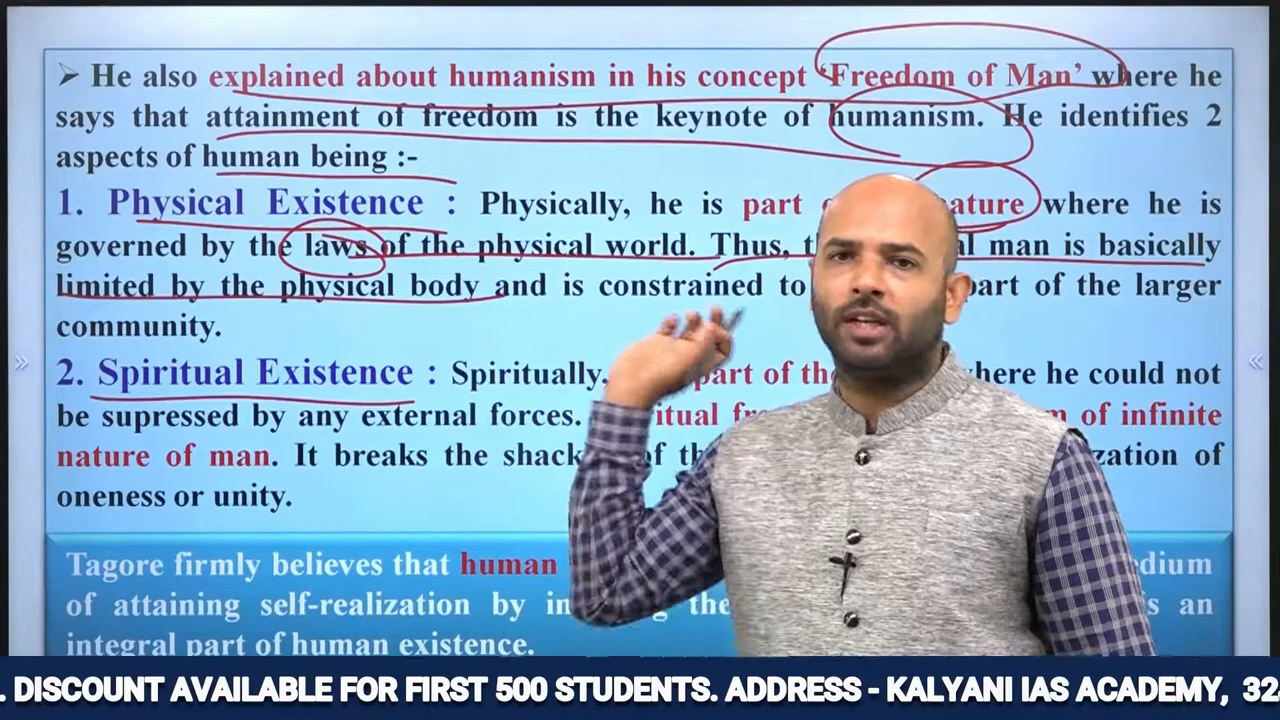 ➤ He also explained about humanism in his concept ‘Freedom of Man’ where he
says that attainment of freedom is the keynote of humanism. He identifies 2
aspects of human being :-
1. Physical Existence : Physically, he is part nature where he is
governed by the laws of the physical world. Thus, man is basically
limited by the physical body and is constrained to part of the larger
community.
2. Spiritual Existence : Spiritually, part of the where he could not
be supressed by any external forces. of infinite
nature of man. It breaks the of
oneness or unity.
Tagore firmly believes that human
of attaining self-realization by the is an
integral part of human existence.
. DISCOUNT AVAILABLE FOR FIRST 500 STUDENTS. ADDRESS - KALYANI IAS ACADEMY,